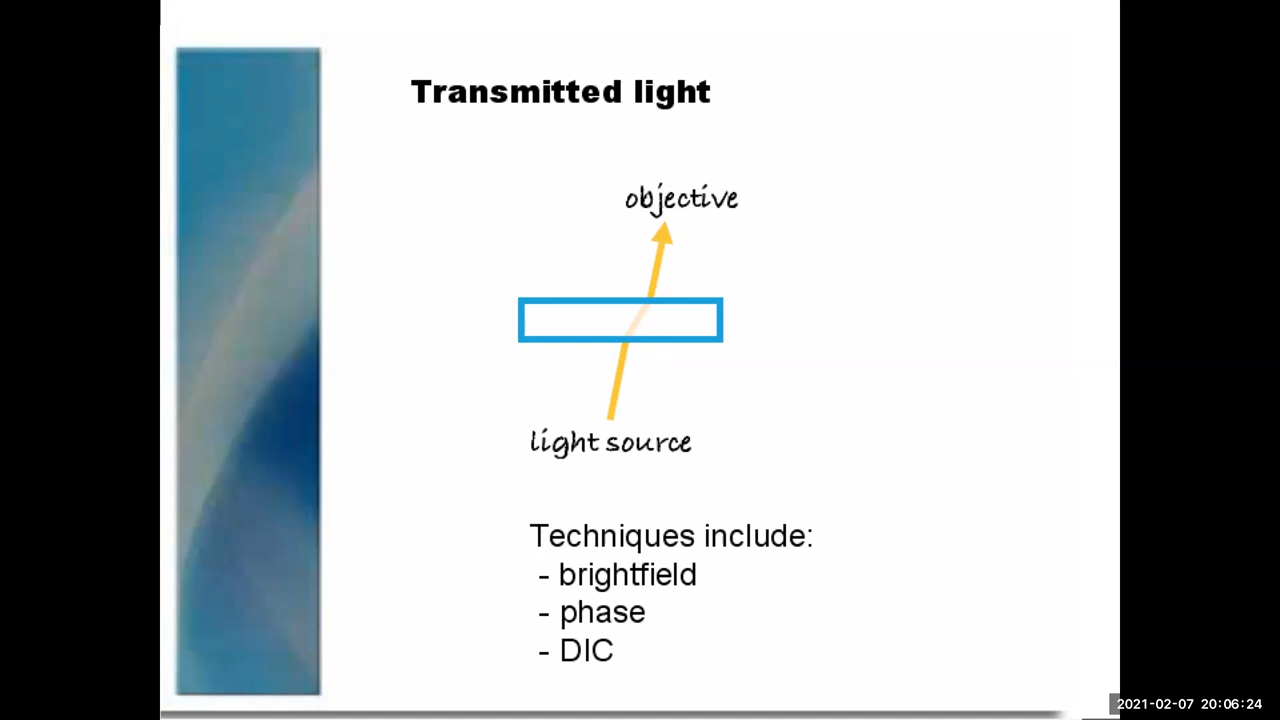 Transmitted light
objective
light source
Techniques include:
- brightfield
- phase
- DIC
2021-02-07 20:06:24